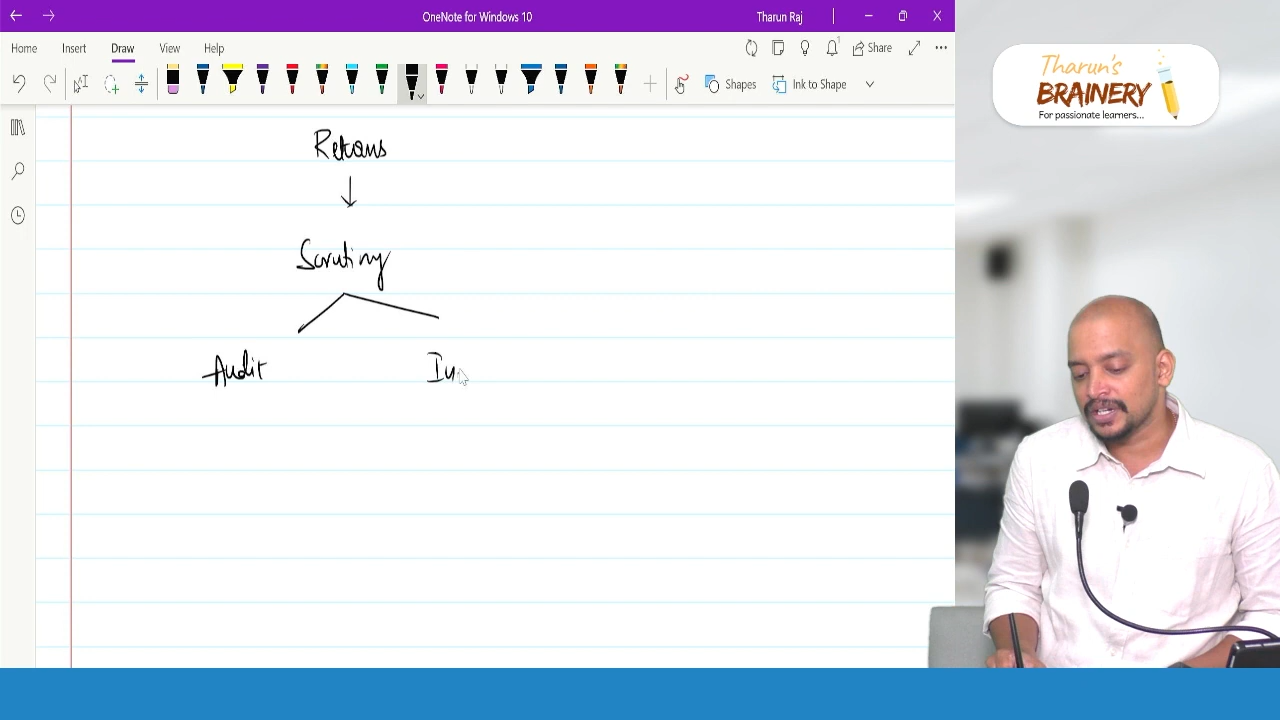 OneNote for Windows 10
Tharun Raj
Home Insert Draw View Help
Share
Shapes
Ink to Shape
Returns
Scrutiny
Audit
In
Tharun's
BRAINERY
For passionate learners...